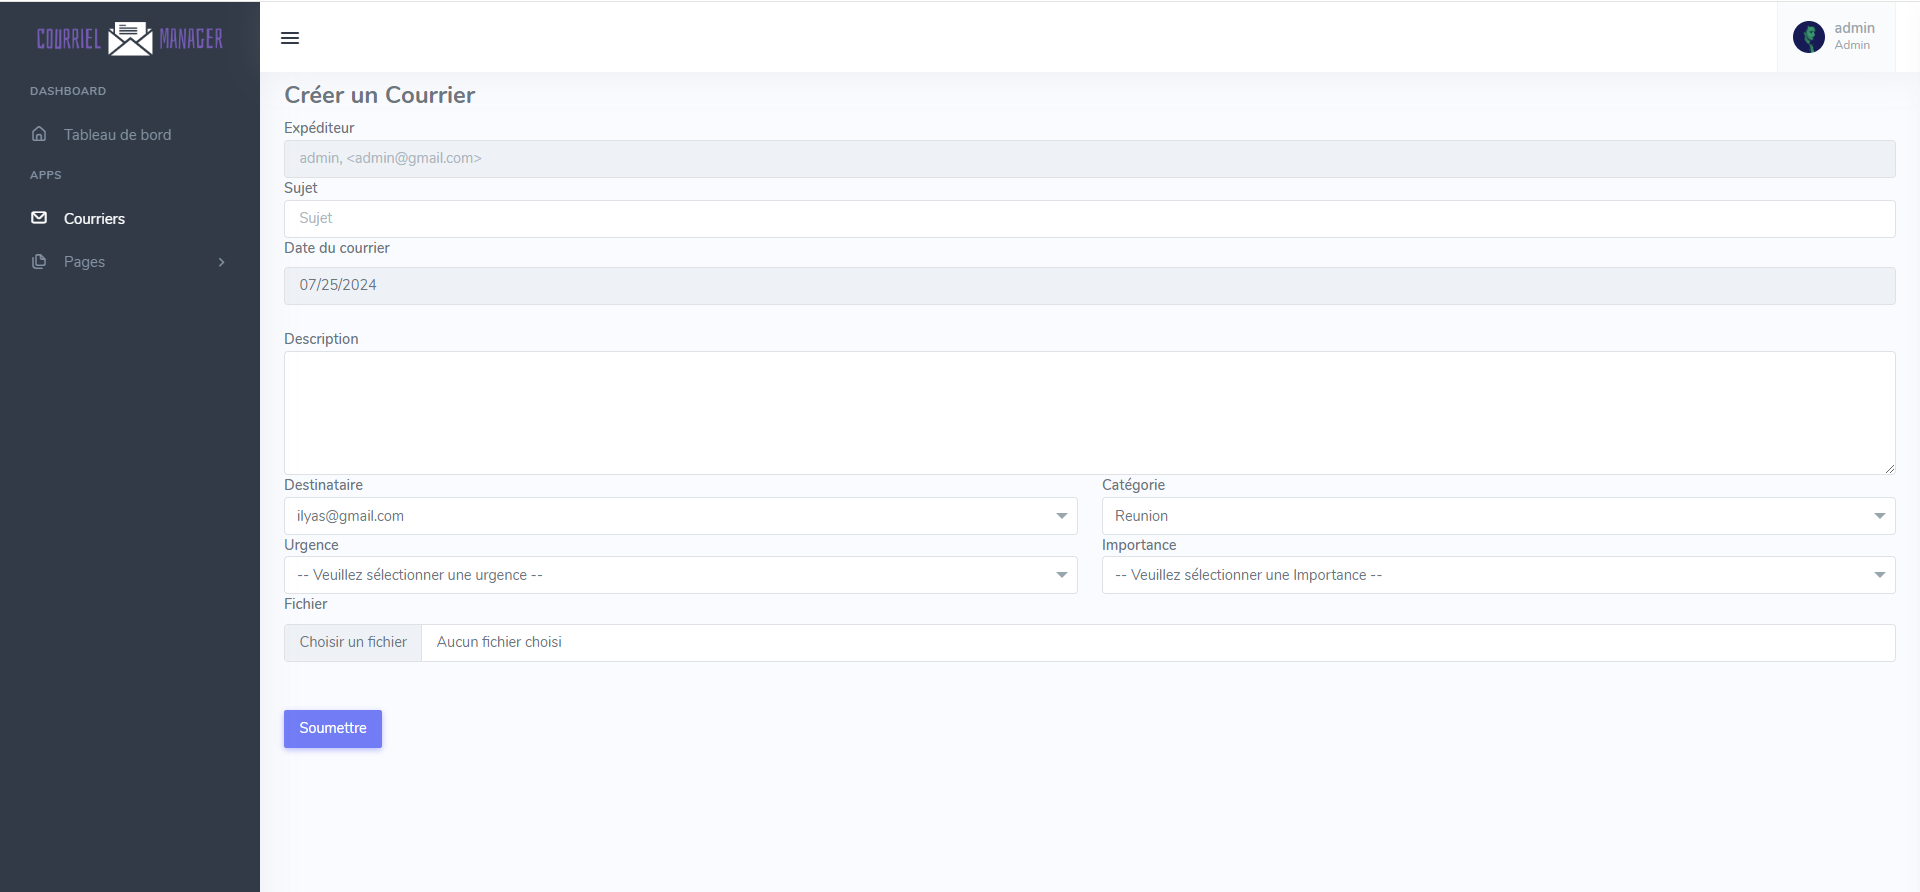 COURRIEL MANAGER
admin
Admin
DASHBOARD
Tableau de bord
APPS
Courriers
Pages
Créer un Courrier
Expéditeur
admin, <admin@gmail.com>
Sujet
Sujet
Date du courrier
07/25/2024
Description
Destinataire
ilyas@gmail.com
Catégorie
Reunion
Urgence
-- Veuillez sélectionner une urgence --
Importance
-- Veuillez sélectionner une Importance --
Fichier
Choisir un fichier Aucun fichier choisi
Soumettre